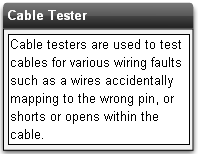 Cable Tester
Cable testers are used to test
cables for various wiring faults
such as a wires accidentally
mapping to the wrong pin, or
shorts or opens within the
cable.